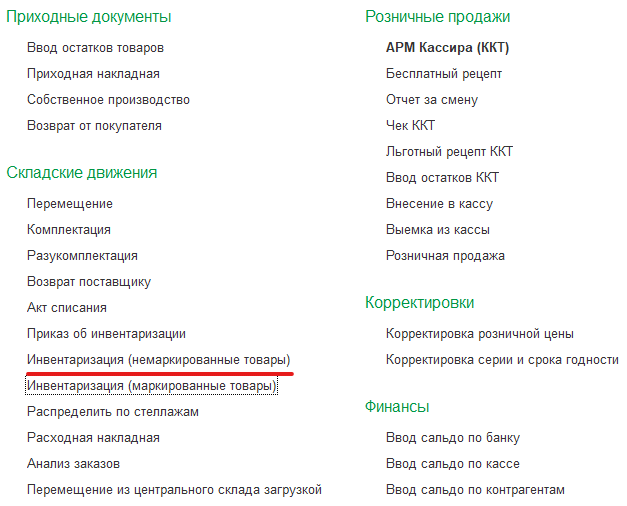 Приходные документы
Ввод остатков товаров
Приходная накладная
Собственное производство
Возврат от покупателя
Складские движения
Перемещение
Комплектация
Разукомплектация
Возврат поставщику
Акт списания
Приказ об инвентаризации
Инвентаризация (немаркированные товары)
Инвентаризация (маркированные товары)
Распределить по стеллажам
Расходная накладная
Анализ заказов
Перемещение из центрального склада загрузкой
Розничные продажи
АРМ Кассира (ККТ)
Бесплатный рецепт
Отчет за смену
Чек ККТ
Льготный рецепт ККТ
Ввод остатков ККТ
Внесение в кассу
Выемка из кассы
Розничная продажа
Корректировки
Корректировка розничной цены
Корректировка серии и срока годности
Финансы
Ввод сальдо по банку
Ввод сальдо по кассе
Ввод сальдо по контрагентам